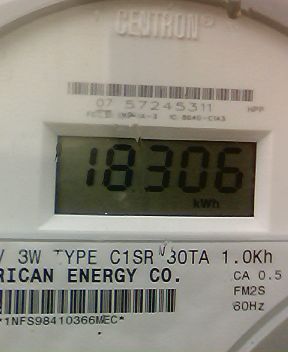 CENTRON®
07 57245311
HPP
18306
kWh
V 3W TYPE C1SR 30TA 1.0Kh
RICAN ENERGY CO.
CA 0.5
FM2S
60Hz
*1NFS98410366MEC*